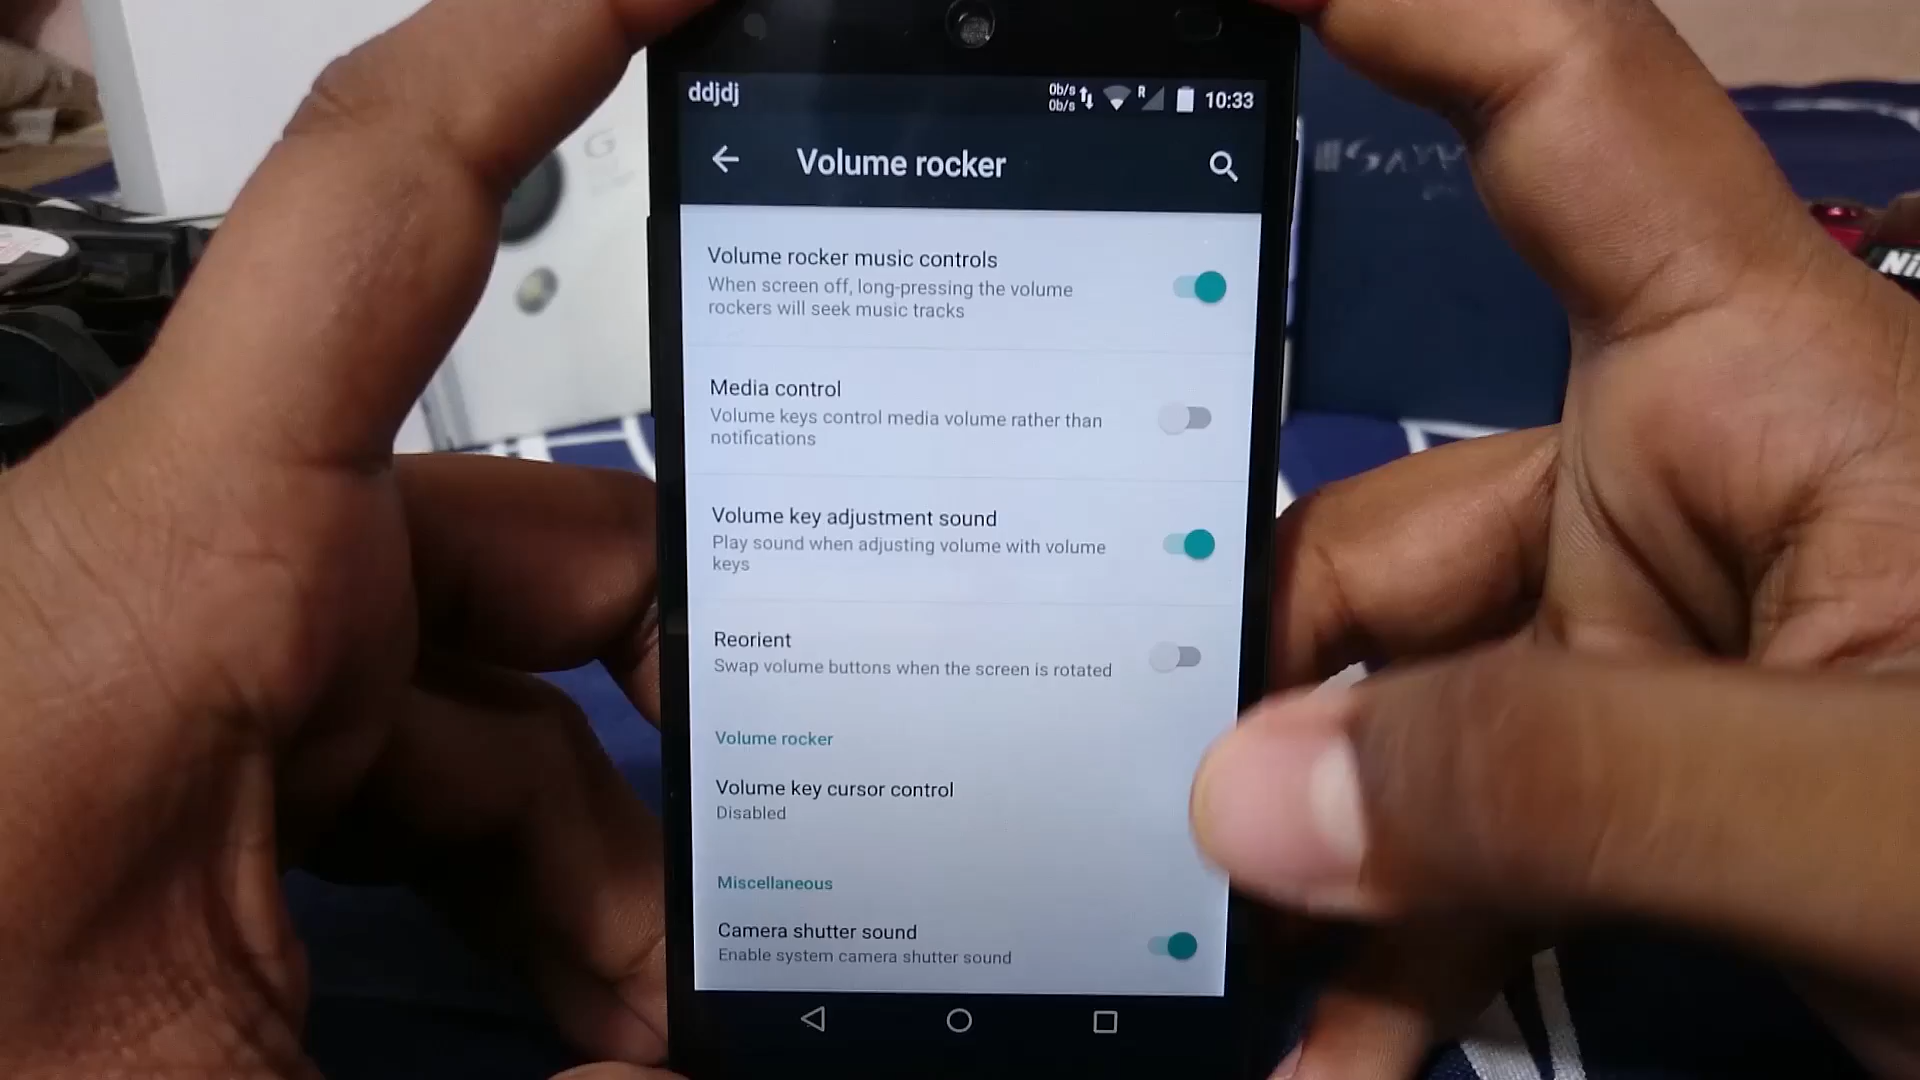 ddjdj
0b/s
0b/s
R
10:33
Volume rocker
Volume rocker music controls
When screen off, long-pressing the volume
rockers will seek music tracks
Media control
Volume keys control media volume rather than
notifications
Volume key adjustment sound
Play sound when adjusting volume with volume
keys
Reorient
Swap volume buttons when the screen is rotated
Volume rocker
Volume key cursor control
Disabled
Miscellaneous
Camera shutter sound
Enable system camera shutter sound
G